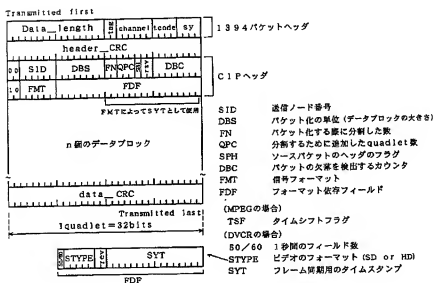 Transmitted first
Data_length tag channel tcode sy
1394パケットヘッダ
header_CRC
00 SID DBS FN QPC SPH rsv DBC
CIPヘッダ
10 FMT FDF
FMTによってSYTとして使用
n個のデータブロック
data_CRC
Transmitted last
1quadlet=32bits
STYPE rsv SYT
FDF
SID 送信ノード番号
DBS パケット化の単位(データブロックの大きさ)
FN パケット化する際に分割した数
QPC 分割するために追加したquadlet数
SPH ソースパケットのヘッダのフラグ
DBC パケットの欠落を検出するカウンタ
FMT 信号フォーマット
FDF フォーマット依存フィールド
(MPEGの場合)
TSF タイムシフトフラグ
(DVCRの場合)
50/60 1秒間のフィールド数
STYPE ビデオのフォーマット(SD or HD)
SYT フレーム同期用のタイムスタンプ